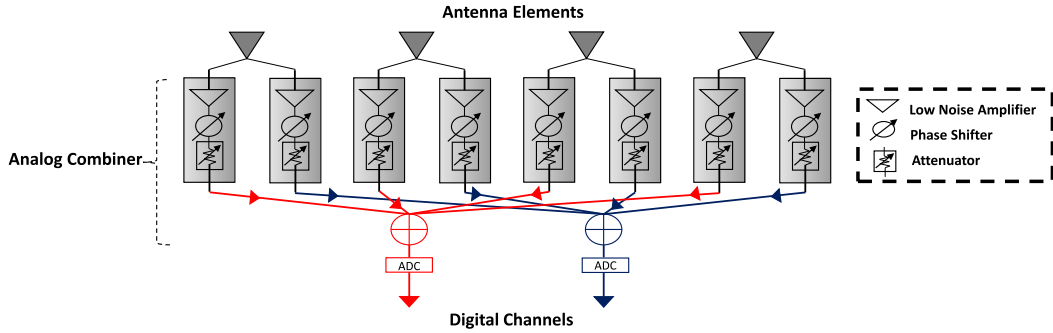 Antenna Elements
Analog Combiner
Low Noise Amplifier
Phase Shifter
Attenuator
ADC
ADC
Digital Channels